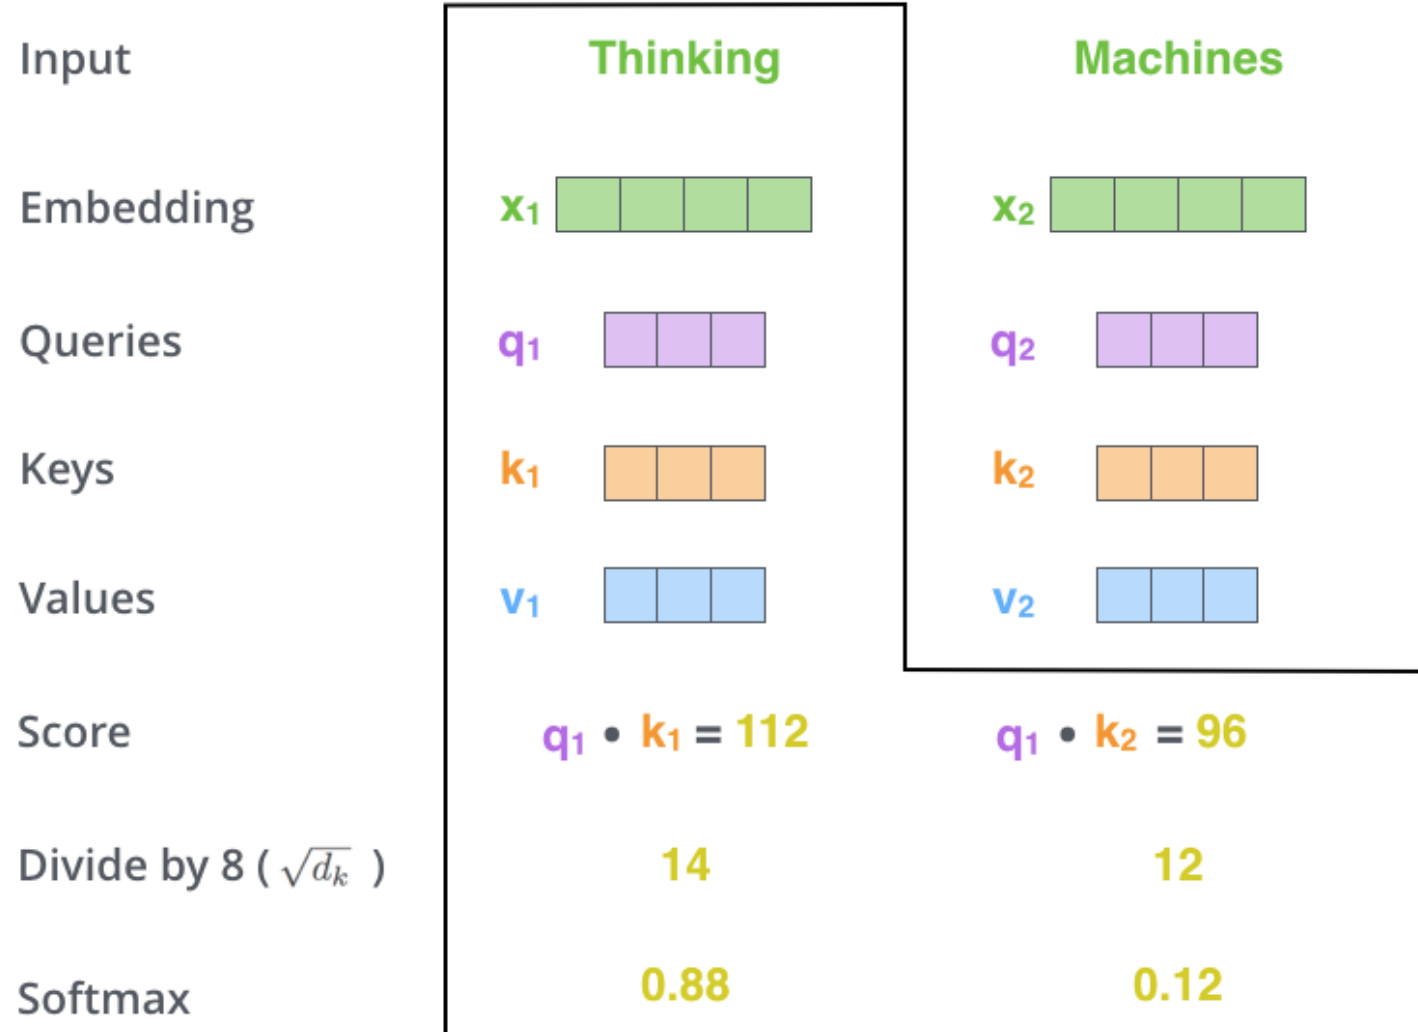 Input Thinking Machines
Embedding x₁ x₂
Queries q₁ q₂
Keys k₁ k₂
Values v₁ v₂
Score q₁ • k₁ = 112 q₁ • k₂ = 96
Divide by 8 ( √dₖ ) 14 12
Softmax 0.88 0.12